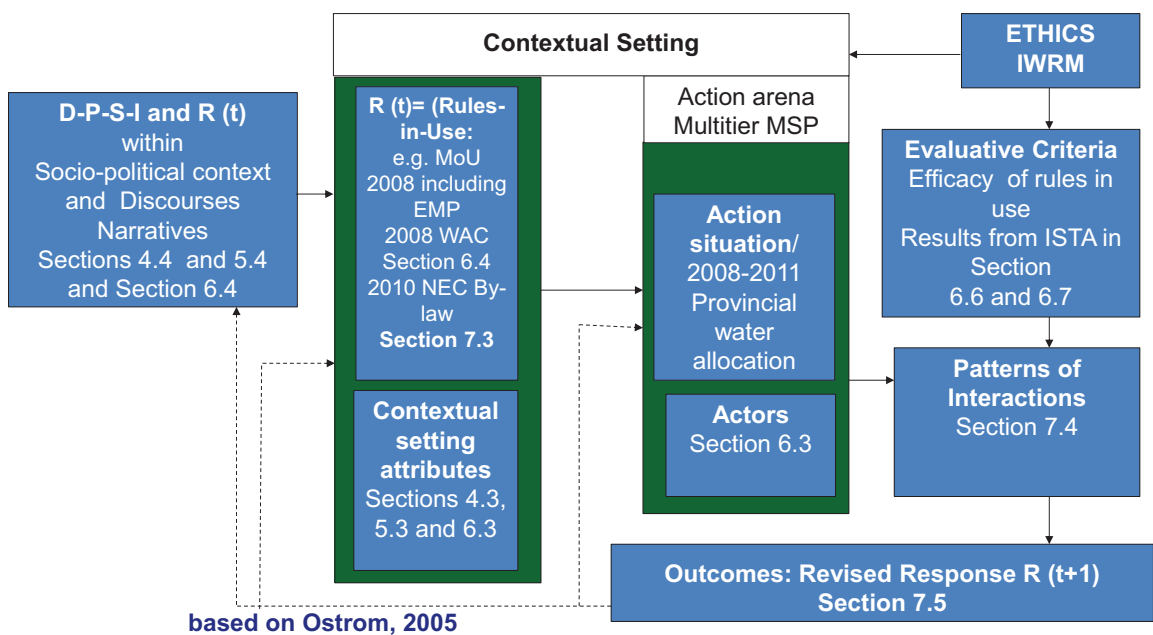 Contextual Setting
ETHICS
IWRM
D-P-S-I and R (t)
within
Socio-political context
and Discourses
Narratives
Sections 4.4 and 5.4
and Section 6.4
R (t)= (Rules-
in-Use:
e.g. MoU
2008 including
EMP
2008 WAC
Section 6.4
2010 NEC By-
law
Section 7.3
Contextual
setting
attributes
Sections 4.3,
5.3 and 6.3
Action arena
Multitier MSP
Action
situation/
2008-2011
Provincial
water
allocation
Actors
Section 6.3
Evaluative Criteria
Efficacy of rules in
use
Results from ISTA in
Section
6.6 and 6.7
Patterns of
Interactions
Section 7.4
Outcomes: Revised Response R (t+1)
Section 7.5
based on Ostrom, 2005